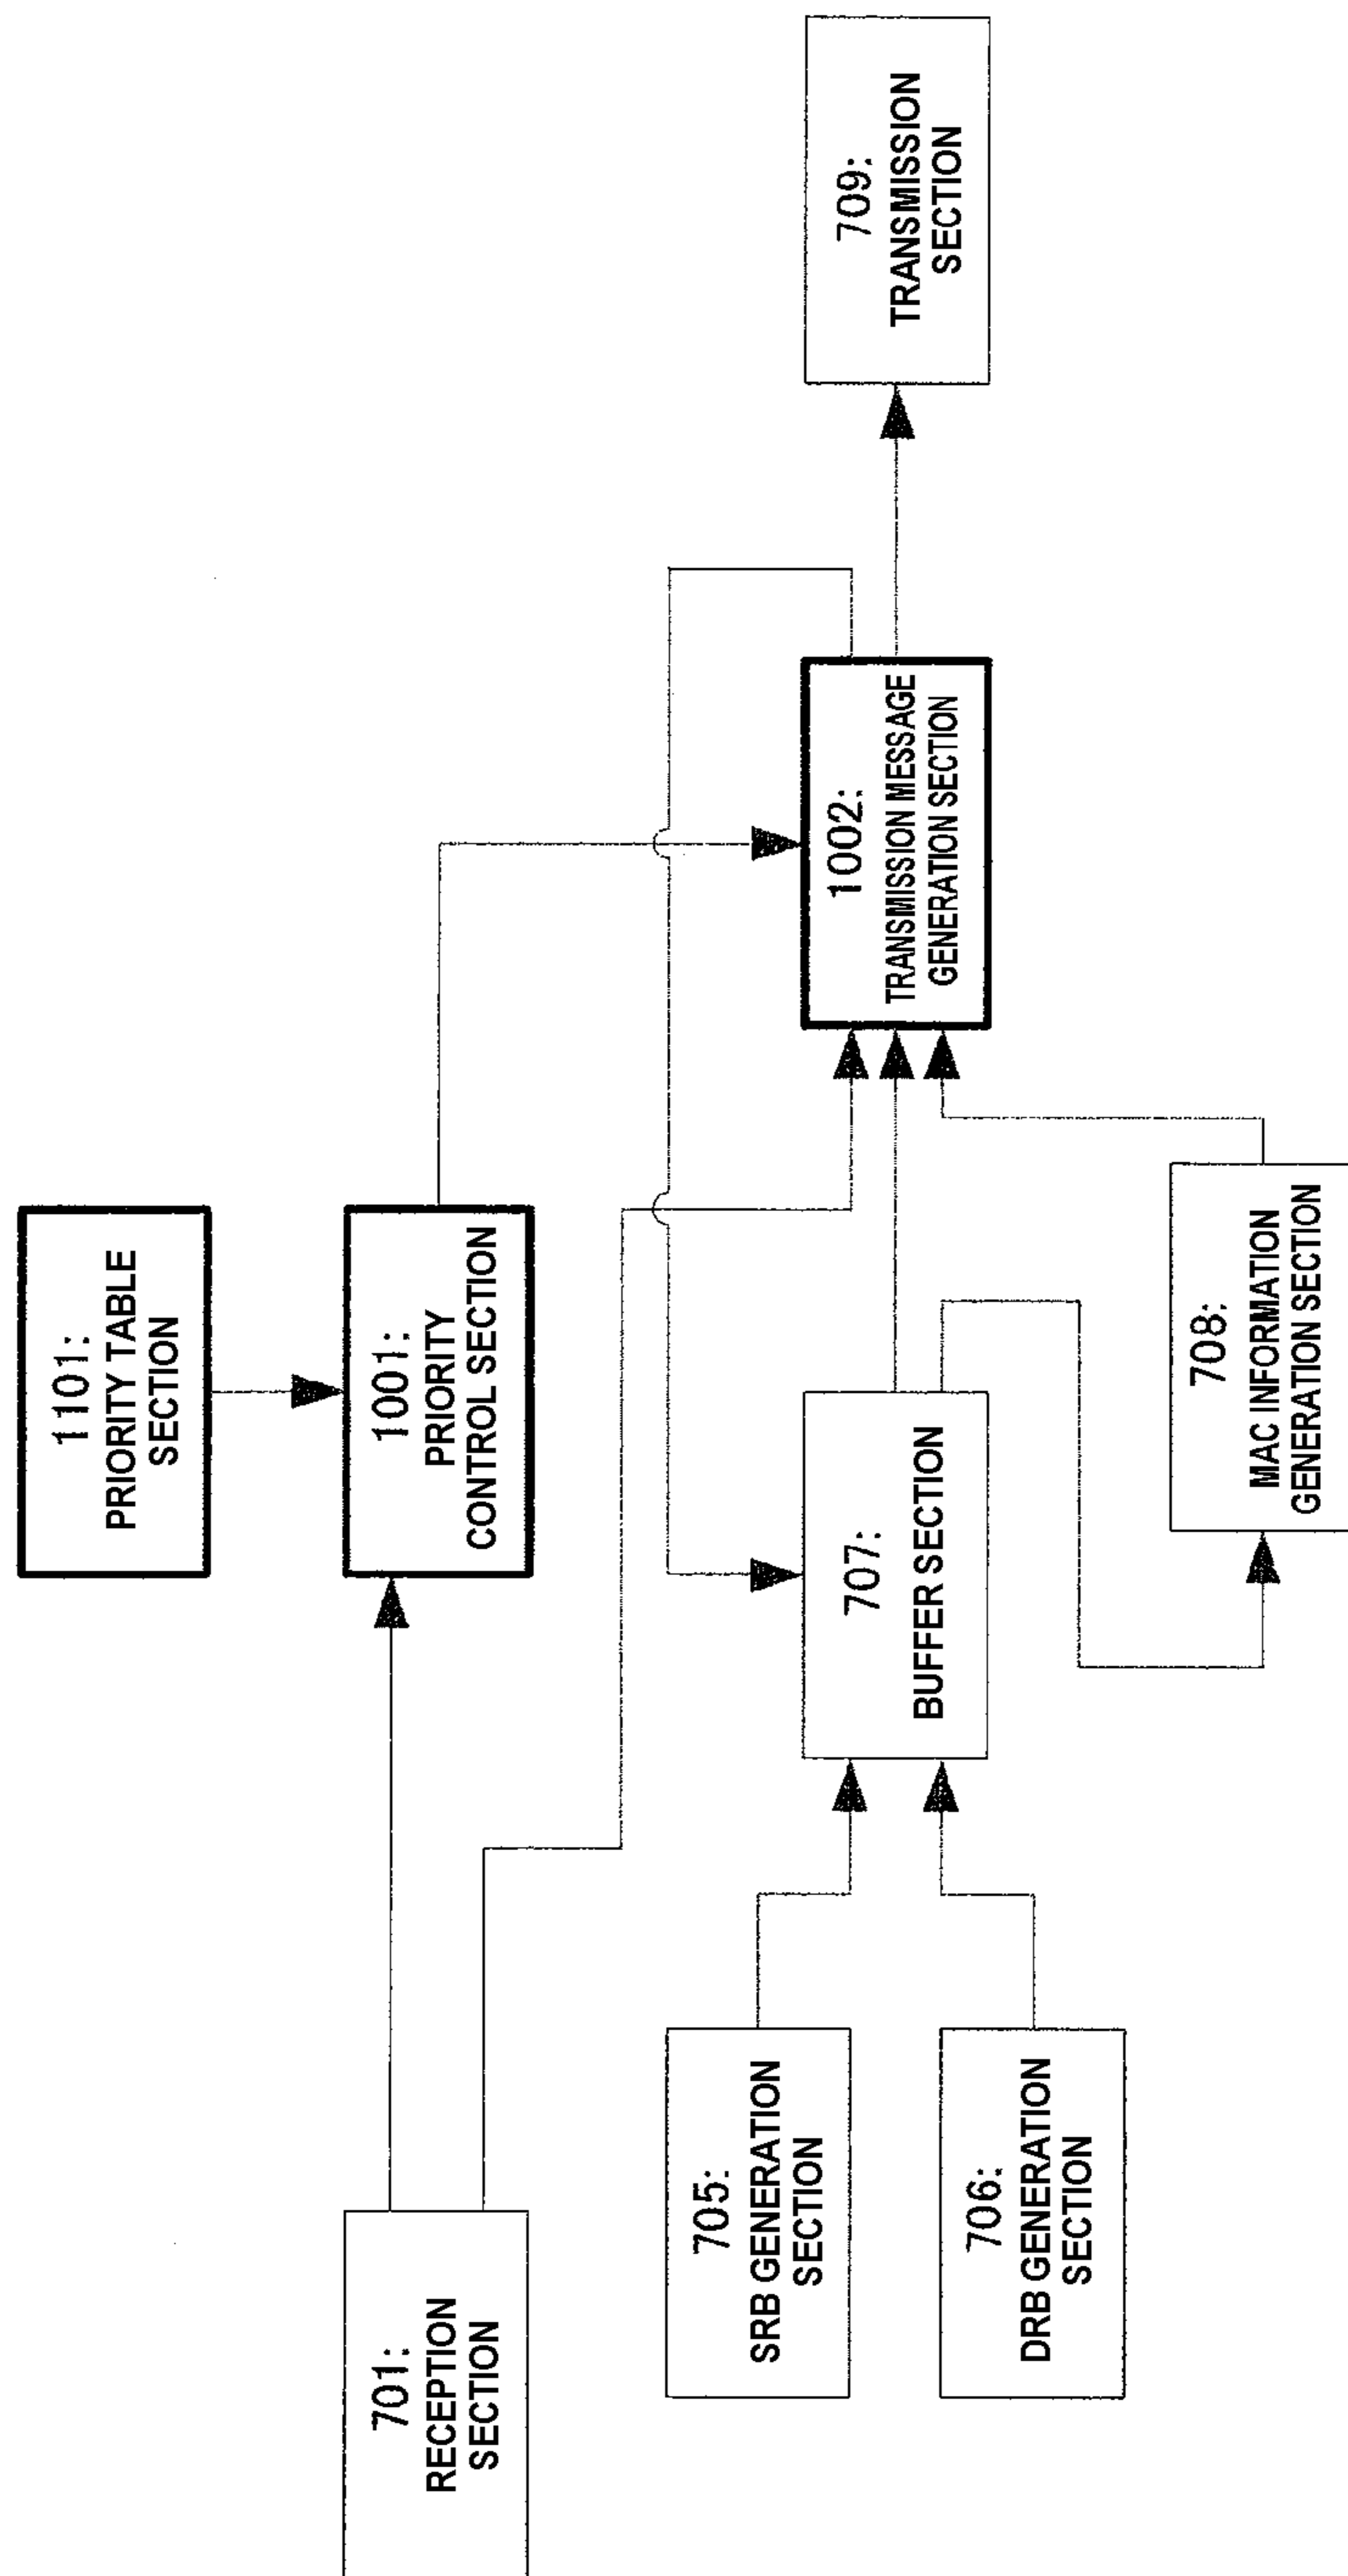 1101:
PRIORITY TABLE
SECTION
701:
RECEPTION
SECTION
1001:
PRIORITY
CONTROL SECTION
705:
SRB GENERATION
SECTION
706:
DRB GENERATION
SECTION
707:
BUFFER SECTION
1002:
TRANSMISSION MESSAGE
GENERATION SECTION
709:
TRANSMISSION
SECTION
708:
MAC INFORMATION
GENERATION SECTION